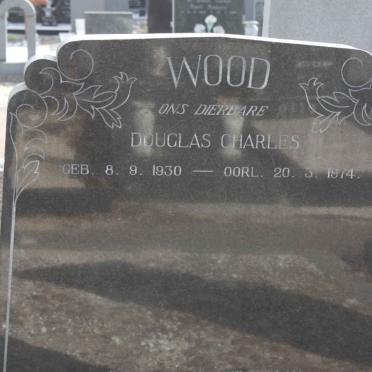 WOOD
ONS DIERBARE
DOUGLAS CHARLES
GEB. 8. 9. 1930 — OORL. 20. 3. 1974.